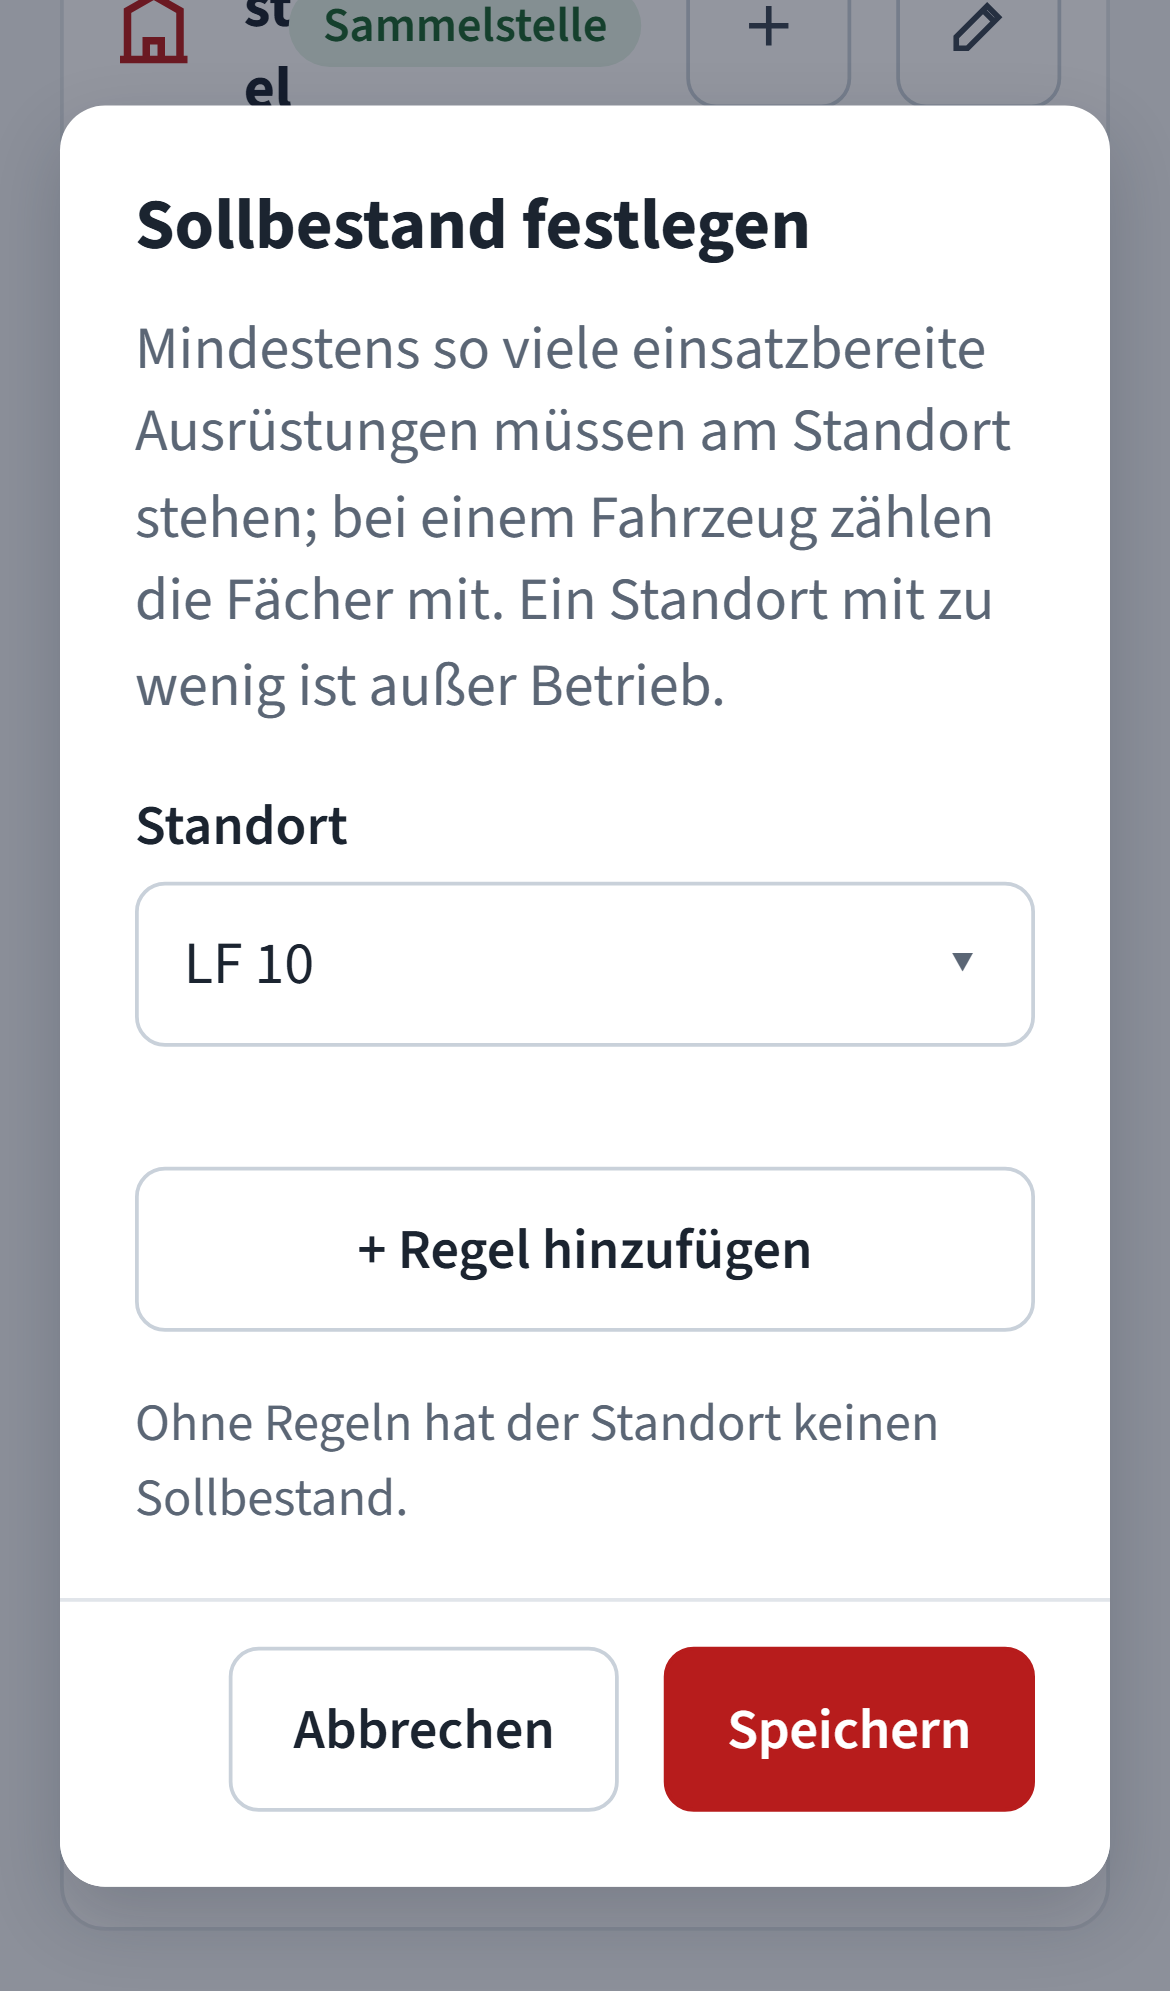 st
Sammelstelle
el
Sollbestand festlegen
Mindestens so viele einsatzbereite
Ausrüstungen müssen am Standort
stehen; bei einem Fahrzeug zählen
die Fächer mit. Ein Standort mit zu
wenig ist außer Betrieb.
Standort
LF 10
+ Regel hinzufügen
Ohne Regeln hat der Standort keinen
Sollbestand.
Abbrechen
Speichern